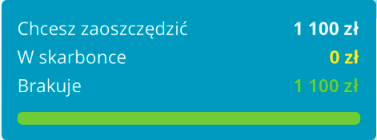 Chcesz zaoszczędzić 1 100 zł
W skarbonce 0 zł
Brakuje 1 100 zł